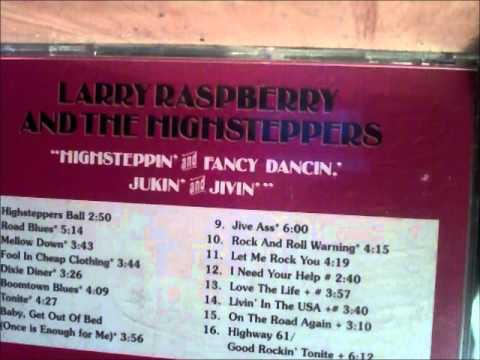 LARRY RASPBERRY
AND THE HIGHSTEPPERS
"HIGHSTEPPIN' and FANCY DANCIN,'
JUKIN' and JIVIN'"
Highsteppers Ball 2:50
Road Blues* 5:14
Mellow Down* 3:43
Fool In Cheap Clothing* 3:44
Dixie Diner* 3:26
Boomtown Blues* 4:09
Tonite* 4:27
Baby, Get Out Of Bed
(Once is Enough for Me)* 3:56
9. Jive Ass* 6:00
10. Rock And Roll Warning* 4:15
11. Let Me Rock You 4:19
12. I Need Your Help # 2:40
13. Love The Life + # 3:57
14. Livin' In The USA +# 3:40
15. On The Road Again + 3:10
16. Highway 61/
Good Rockin' Tonite + 6:12